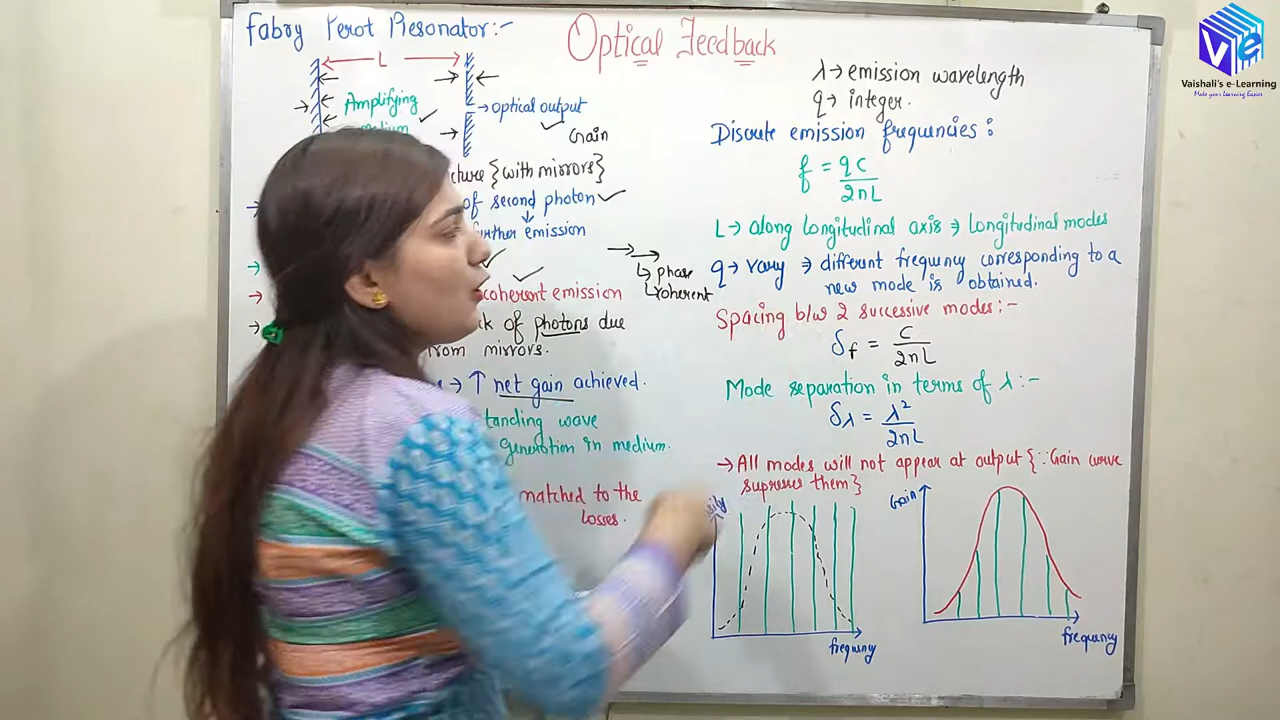 Optical Feedback
Fabry Perot Resonator:-
L
Amplifying
medium
→optical output
Gain
{with mirrors}
of second photon
further emission
phase
coherent
coherent emission
of photons due
from mirrors.
→ ↑ net gain achieved.
generation in medium.
matched to the
losses.
λ→ emission wavelength
q→ integer.
Discrete emission frequencies:
f = qc
2nL
L→ along longitudinal axis ⇒ longitudinal modes
q→ vary ⇒ different frequency corresponding to a
new mode is obtained.
Spacing b/w 2 successive modes:-
δf = c
2nL
Mode separation in terms of λ:-
δλ = λ²
2nL
→ All modes will not appear at output {∵ Gain curve
supresses them}
frequency
Gain
frequency
Vaishali's e-Learning
Make your Learning Easier